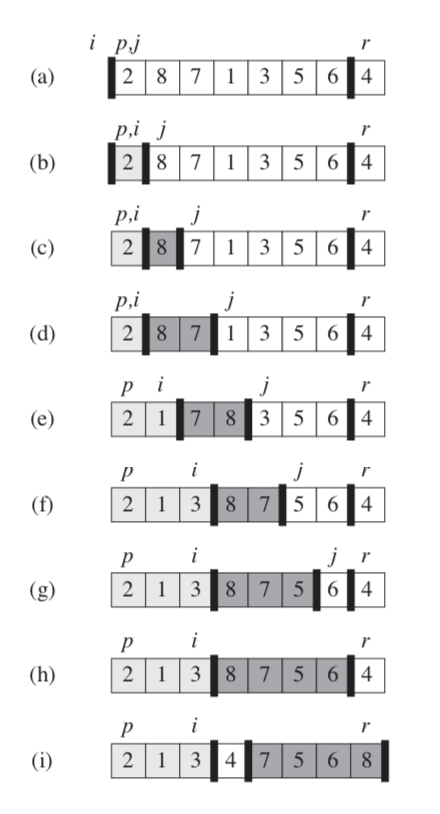 i p,j r
(a) 2 8 7 1 3 5 6 4
p,i j r
(b) 2 8 7 1 3 5 6 4
p,i j r
(c) 2 8 7 1 3 5 6 4
p,i j r
(d) 2 8 7 1 3 5 6 4
p i j r
(e) 2 1 7 8 3 5 6 4
p i j r
(f) 2 1 3 8 7 5 6 4
p i j r
(g) 2 1 3 8 7 5 6 4
p i r
(h) 2 1 3 8 7 5 6 4
p i r
(i) 2 1 3 4 7 5 6 8